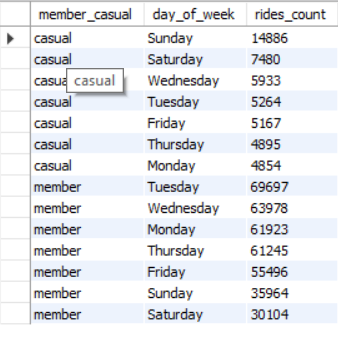 member_casual day_of_week rides_count
casual Sunday 14886
casual Saturday 7480
casual Wednesday 5933
casual
casual Tuesday 5264
casual Friday 5167
casual Thursday 4895
casual Monday 4854
member Tuesday 69697
member Wednesday 63978
member Monday 61923
member Thursday 61245
member Friday 55496
member Sunday 35964
member Saturday 30104